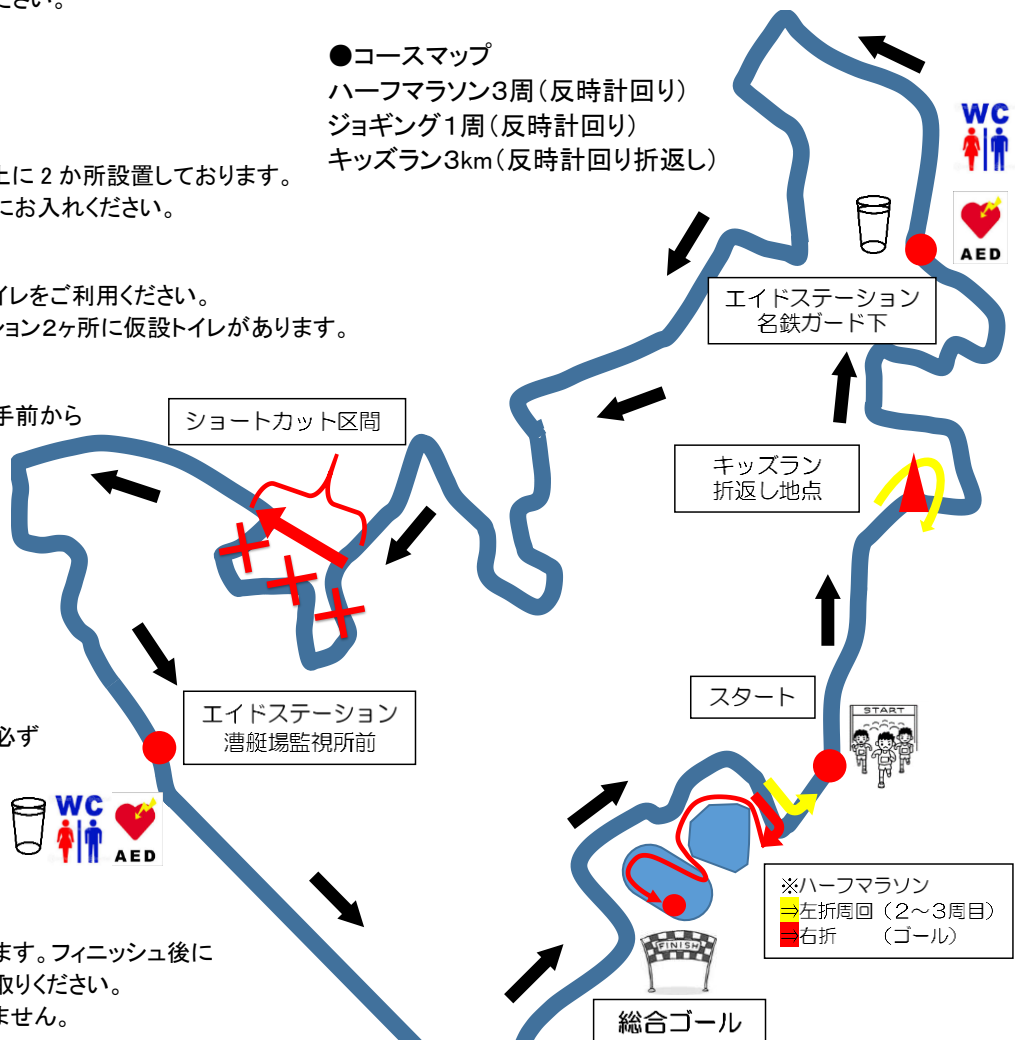 ださい。
●コースマップ
ハーフマラソン3周（反時計回り）
ジョギング1周（反時計回り）
キッズラン3km（反時計回り折返し）
上に2か所設置しております。
にお入れください。
イレをご利用ください。
ション2ヶ所に仮設トイレがあります。
手前から
必ず
ます。フィニッシュ後に
取りください。
ません。
WC
AED
エイドステーション
名鉄ガード下
ショートカット区間
キッズラン
折返し地点
スタート
START
エイドステーション
漕艇場監視所前
WC
AED
※ハーフマラソン
⇒左折周回（2～3周目）
⇒右折　　（ゴール）
FINISH
総合ゴール